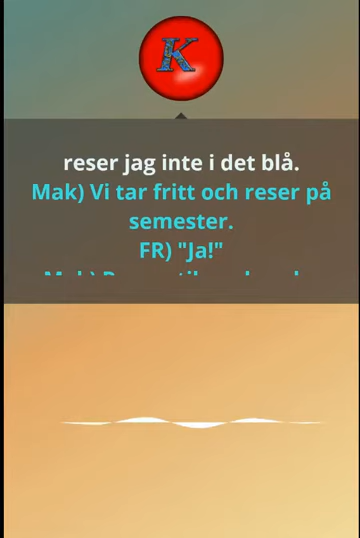 K
reser jag inte i det blå.
Mak) Vi tar fritt och reser på
semester.
FR) "Ja!"